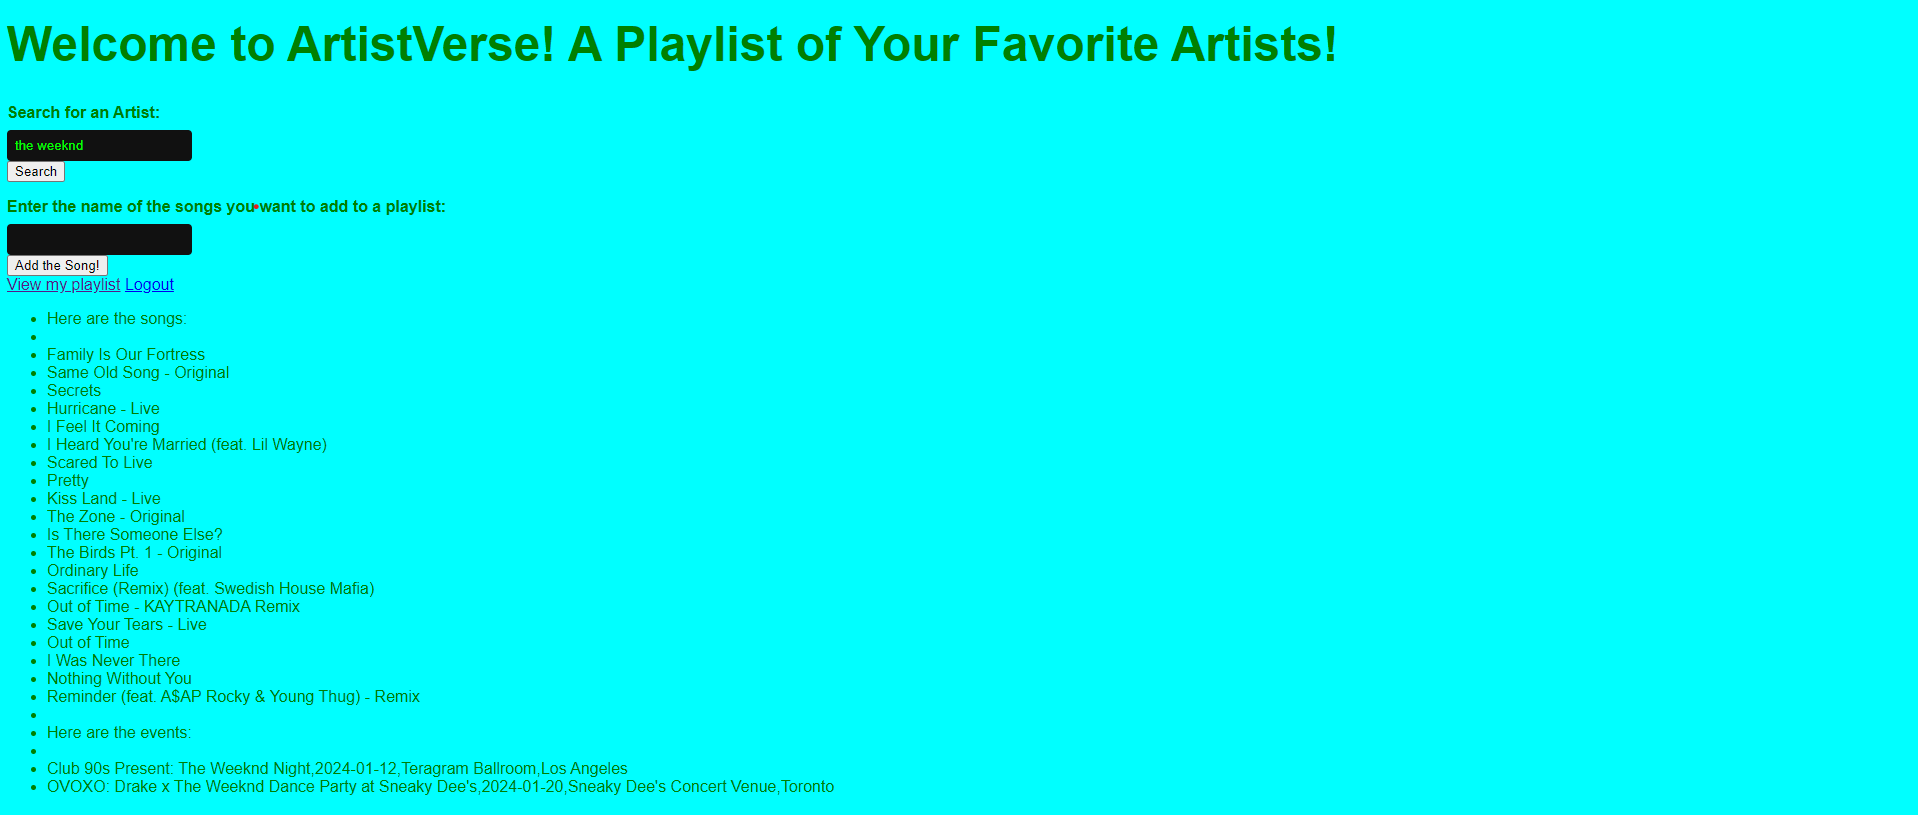 Welcome to ArtistVerse! A Playlist of Your Favorite Artists!
Search for an Artist:
the weeknd
Search
Enter the name of the songs you want to add to a playlist:
Add the Song!
View my playlist Logout
Here are the songs:
Family Is Our Fortress
Same Old Song - Original
Secrets
Hurricane - Live
I Feel It Coming
I Heard You're Married (feat. Lil Wayne)
Scared To Live
Pretty
Kiss Land - Live
The Zone - Original
Is There Someone Else?
The Birds Pt. 1 - Original
Ordinary Life
Sacrifice (Remix) (feat. Swedish House Mafia)
Out of Time - KAYTRANADA Remix
Save Your Tears - Live
Out of Time
I Was Never There
Nothing Without You
Reminder (feat. A$AP Rocky & Young Thug) - Remix
Here are the events:
Club 90s Present: The Weeknd Night,2024-01-12,Teragram Ballroom,Los Angeles
OVOXO: Drake x The Weeknd Dance Party at Sneaky Dee's,2024-01-20,Sneaky Dee's Concert Venue,Toronto